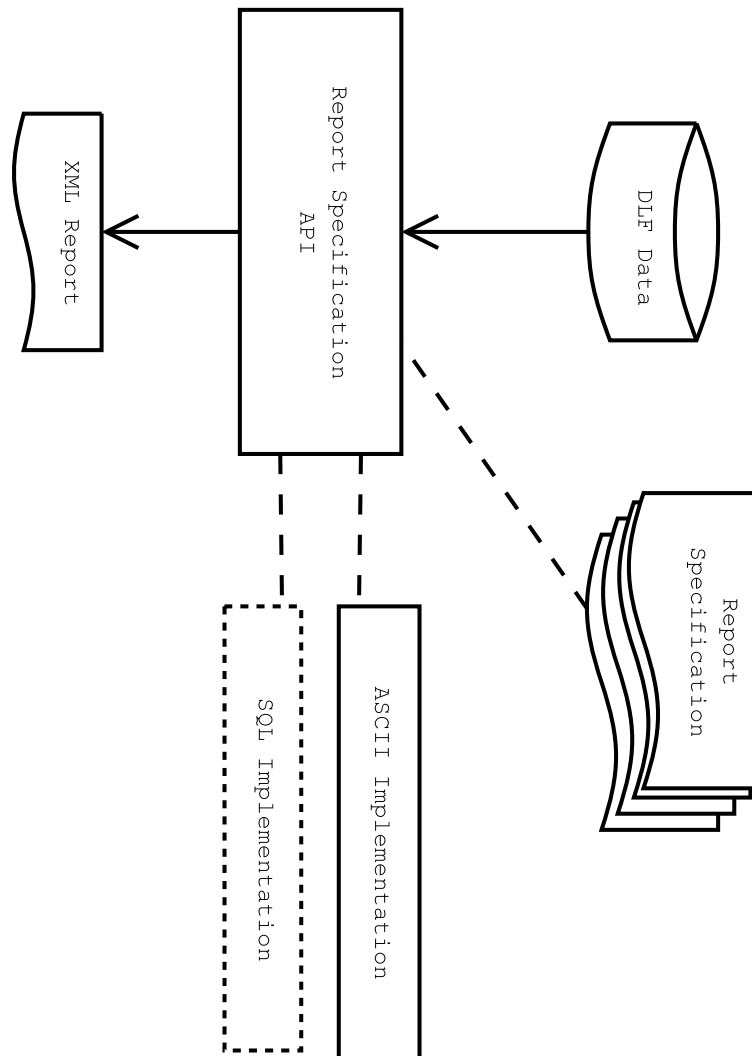 DLF Data
Report Specification
API
XML Report
Report
Specification
ASCII Implementation
SQL Implementation